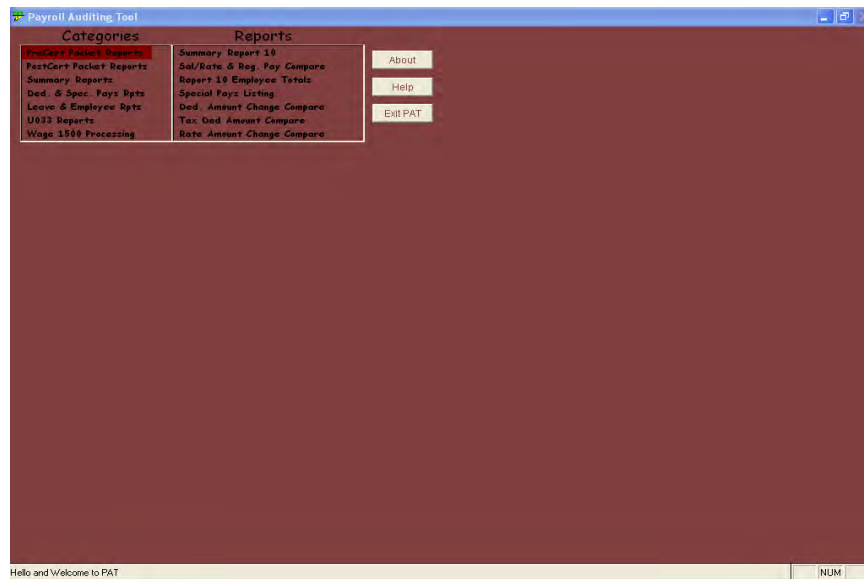 Payroll Auditing Tool
Categories
Reports
PreCert Packet Reports
PostCert Packet Reports
Summary Reports
Ded. & Spec. Pays Rpts
Leave & Employee Rpts
U033 Reports
Wage 1500 Processing
Summary Report 10
Sal/Rate & Reg. Pay Compare
Report 10 Employee Totals
Special Pays Listing
Ded. Amount Change Compare
Tax Ded Amount Compare
Rate Amount Change Compare
About
Help
Exit PAT
Hello and Welcome to PAT
NUM